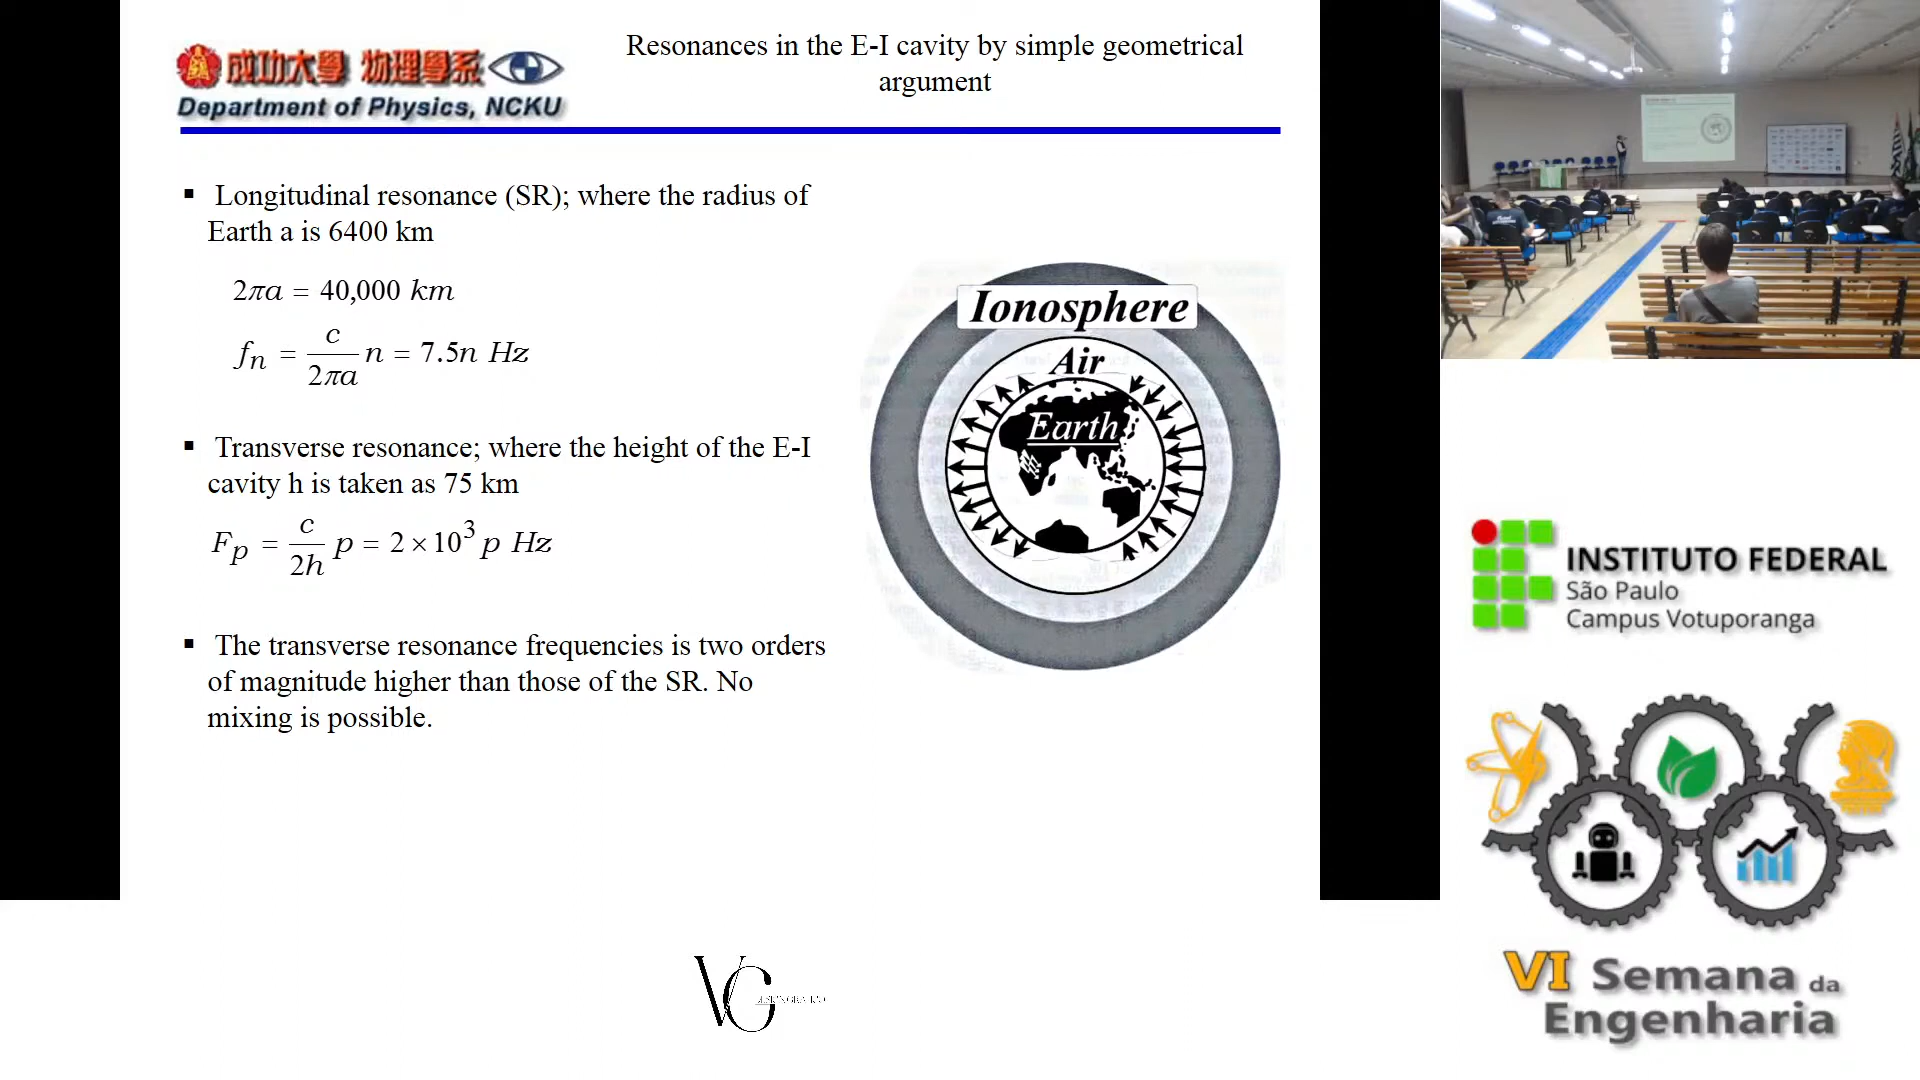 成功大學 物理學系
Department of Physics, NCKU
Resonances in the E-I cavity by simple geometrical
argument
▪ Longitudinal resonance (SR); where the radius of
Earth a is 6400 km
2πa = 40,000 km
fn = c/2πa n = 7.5n Hz
▪ Transverse resonance; where the height of the E-I
cavity h is taken as 75 km
Fp = c/2h p = 2 × 10³ p Hz
▪ The transverse resonance frequencies is two orders
of magnitude higher than those of the SR. No
mixing is possible.
Ionosphere
Air
Earth
INSTITUTO FEDERAL
São Paulo
Campus Votuporanga
VI Semana da
Engenharia
VG